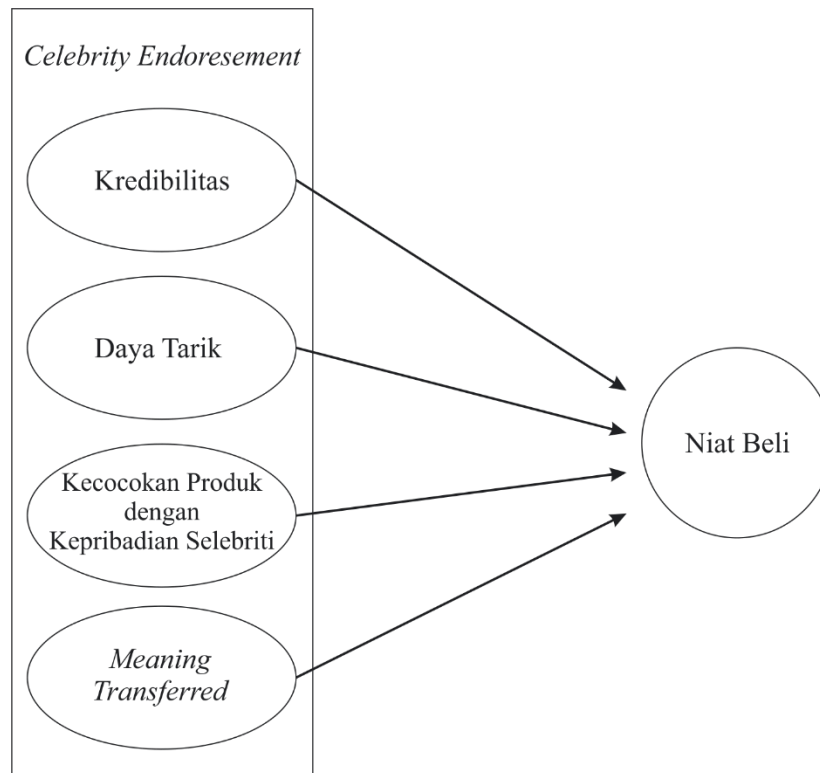 Celebrity Endoresement
Kredibilitas
Daya Tarik
Kecocokan Produk
dengan
Kepribadian Selebriti
Meaning
Transferred
Niat Beli